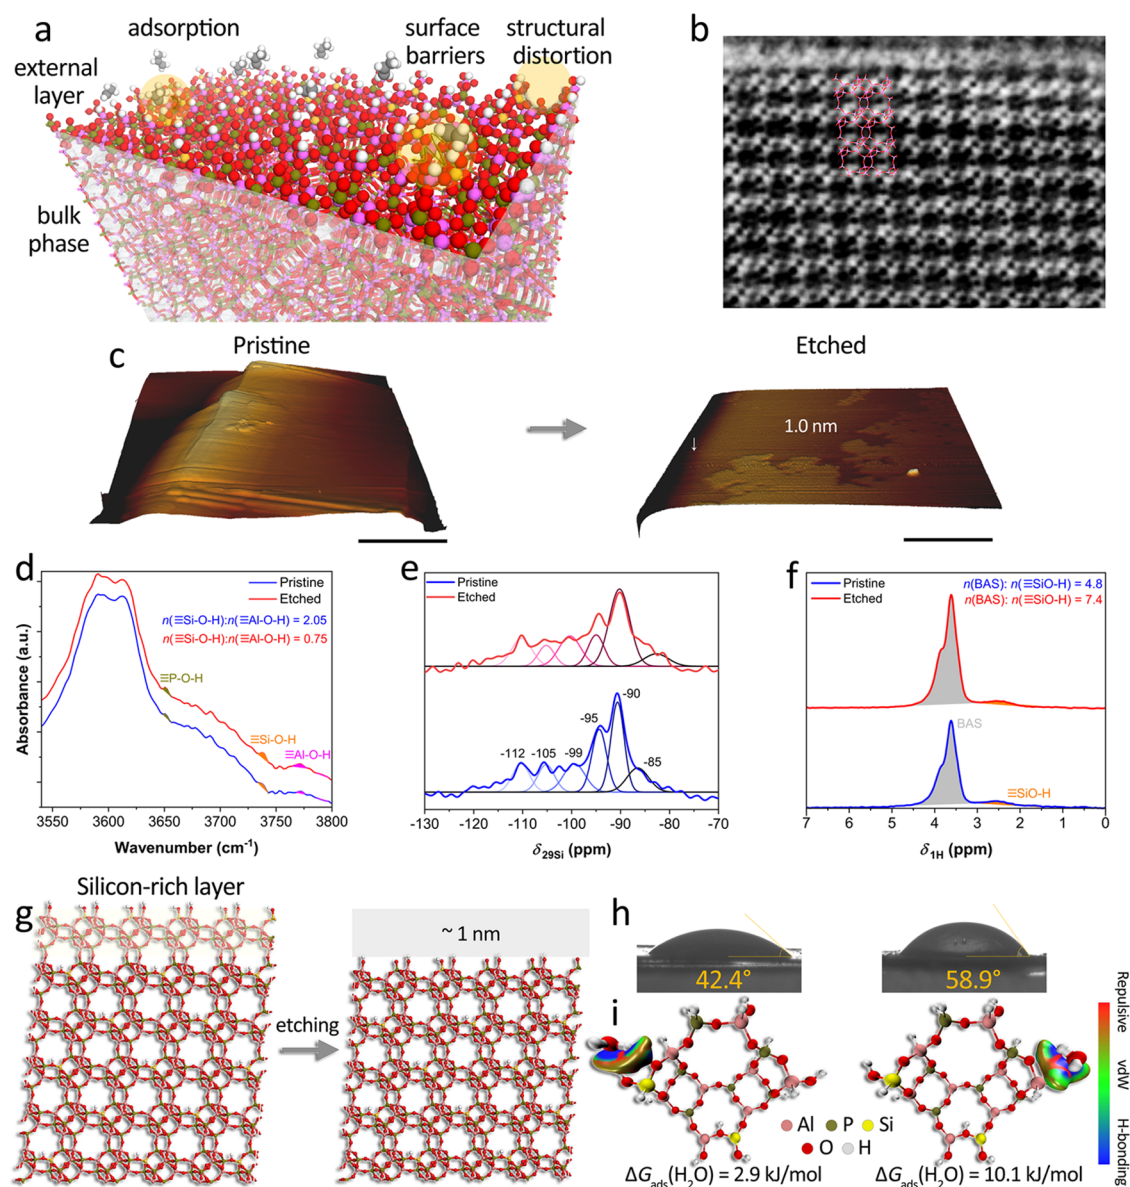 a
adsorption
surface
barriers
structural
distortion
external
layer
bulk
phase
b
c
Pristine
Etched
1.0 nm
↓
d
Pristine
Etched
n(≡Si-O-H):n(≡Al-O-H) = 2.05
n(≡Si-O-H):n(≡Al-O-H) = 0.75
≡P-O-H
≡Si-O-H
≡Al-O-H
Absorbance (a.u.)
3550 3600 3650 3700 3750 3800
Wavenumber (cm-1)
e
Pristine
Etched
-112
-105
-99
-95
-90
-85
-130 -120 -110 -100 -90 -80 -70
δ29Si (ppm)
f
Pristine
Etched
n(BAS): n(≡SiO-H) = 4.8
n(BAS): n(≡SiO-H) = 7.4
BAS
≡SiO-H
7 6 5 4 3 2 1 0
δ1H (ppm)
g
Silicon-rich layer
etching
~ 1 nm
h
42.4°
58.9°
i
Al P Si
O H
ΔGads(H2O) = 2.9 kJ/mol
ΔGads(H2O) = 10.1 kJ/mol
Repulsive
vdW
H-bonding